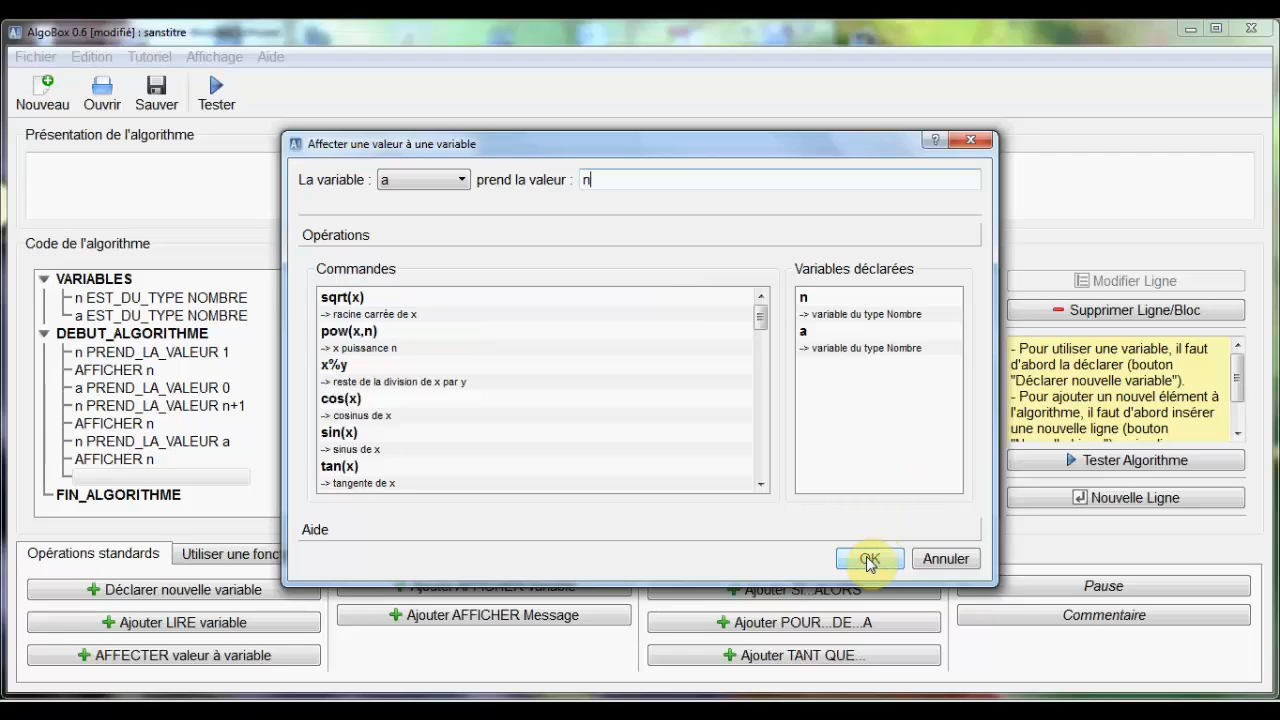 AlgoBox 0.6 [modifié] : sanstitre
Fichier Edition Tutoriel Affichage Aide
Nouveau Ouvrir Sauver Tester
Présentation de l'algorithme
Affecter une valeur à une variable
La variable : a prend la valeur : n
Opérations
Commandes
sqrt(x)
-> racine carrée de x
pow(x,n)
-> x puissance n
x%y
-> reste de la division de x par y
cos(x)
-> cosinus de x
sin(x)
-> sinus de x
tan(x)
-> tangente de x
Variables déclarées
n
-> variable du type Nombre
a
-> variable du type Nombre
Aide
OK Annuler
Code de l'algorithme
VARIABLES
n EST_DU_TYPE NOMBRE
a EST_DU_TYPE NOMBRE
DEBUT_ALGORITHME
n PREND_LA_VALEUR 1
AFFICHER n
a PREND_LA_VALEUR 0
n PREND_LA_VALEUR n+1
AFFICHER n
n PREND_LA_VALEUR a
AFFICHER n
FIN_ALGORITHME
Modifier Ligne
Supprimer Ligne/Bloc
- Pour utiliser une variable, il faut
d'abord la déclarer (bouton
"Déclarer nouvelle variable").
- Pour ajouter un nouvel élément à
l'algorithme, il faut d'abord insérer
une nouvelle ligne (bouton
Tester Algorithme
Nouvelle Ligne
Opérations standards
Utiliser une fonc
Déclarer nouvelle variable
Ajouter LIRE variable
AFFECTER valeur à variable
Ajouter AFFICHER Variable
Ajouter AFFICHER Message
Ajouter SI...ALORS
Ajouter POUR...DE...A
Ajouter TANT QUE...
Pause
Commentaire